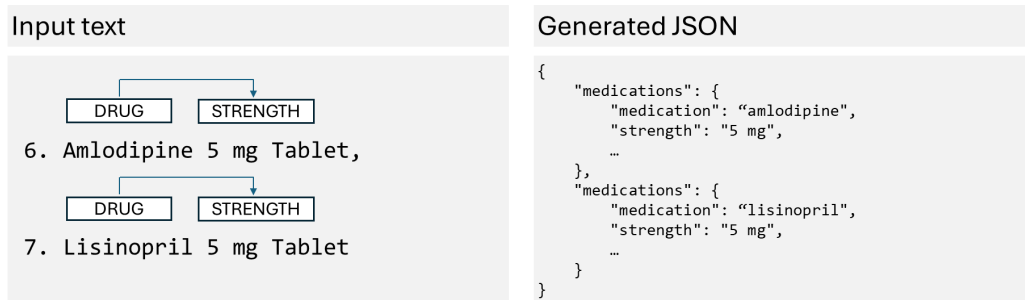 Input text
DRUG STRENGTH
6. Amlodipine 5 mg Tablet,
DRUG STRENGTH
7. Lisinopril 5 mg Tablet
Generated JSON
{
    "medications": {
        "medication": “amlodipine",
        "strength": "5 mg",
        …
    },
    "medications": {
        "medication": “lisinopril",
        "strength": "5 mg",
        …
    }
}